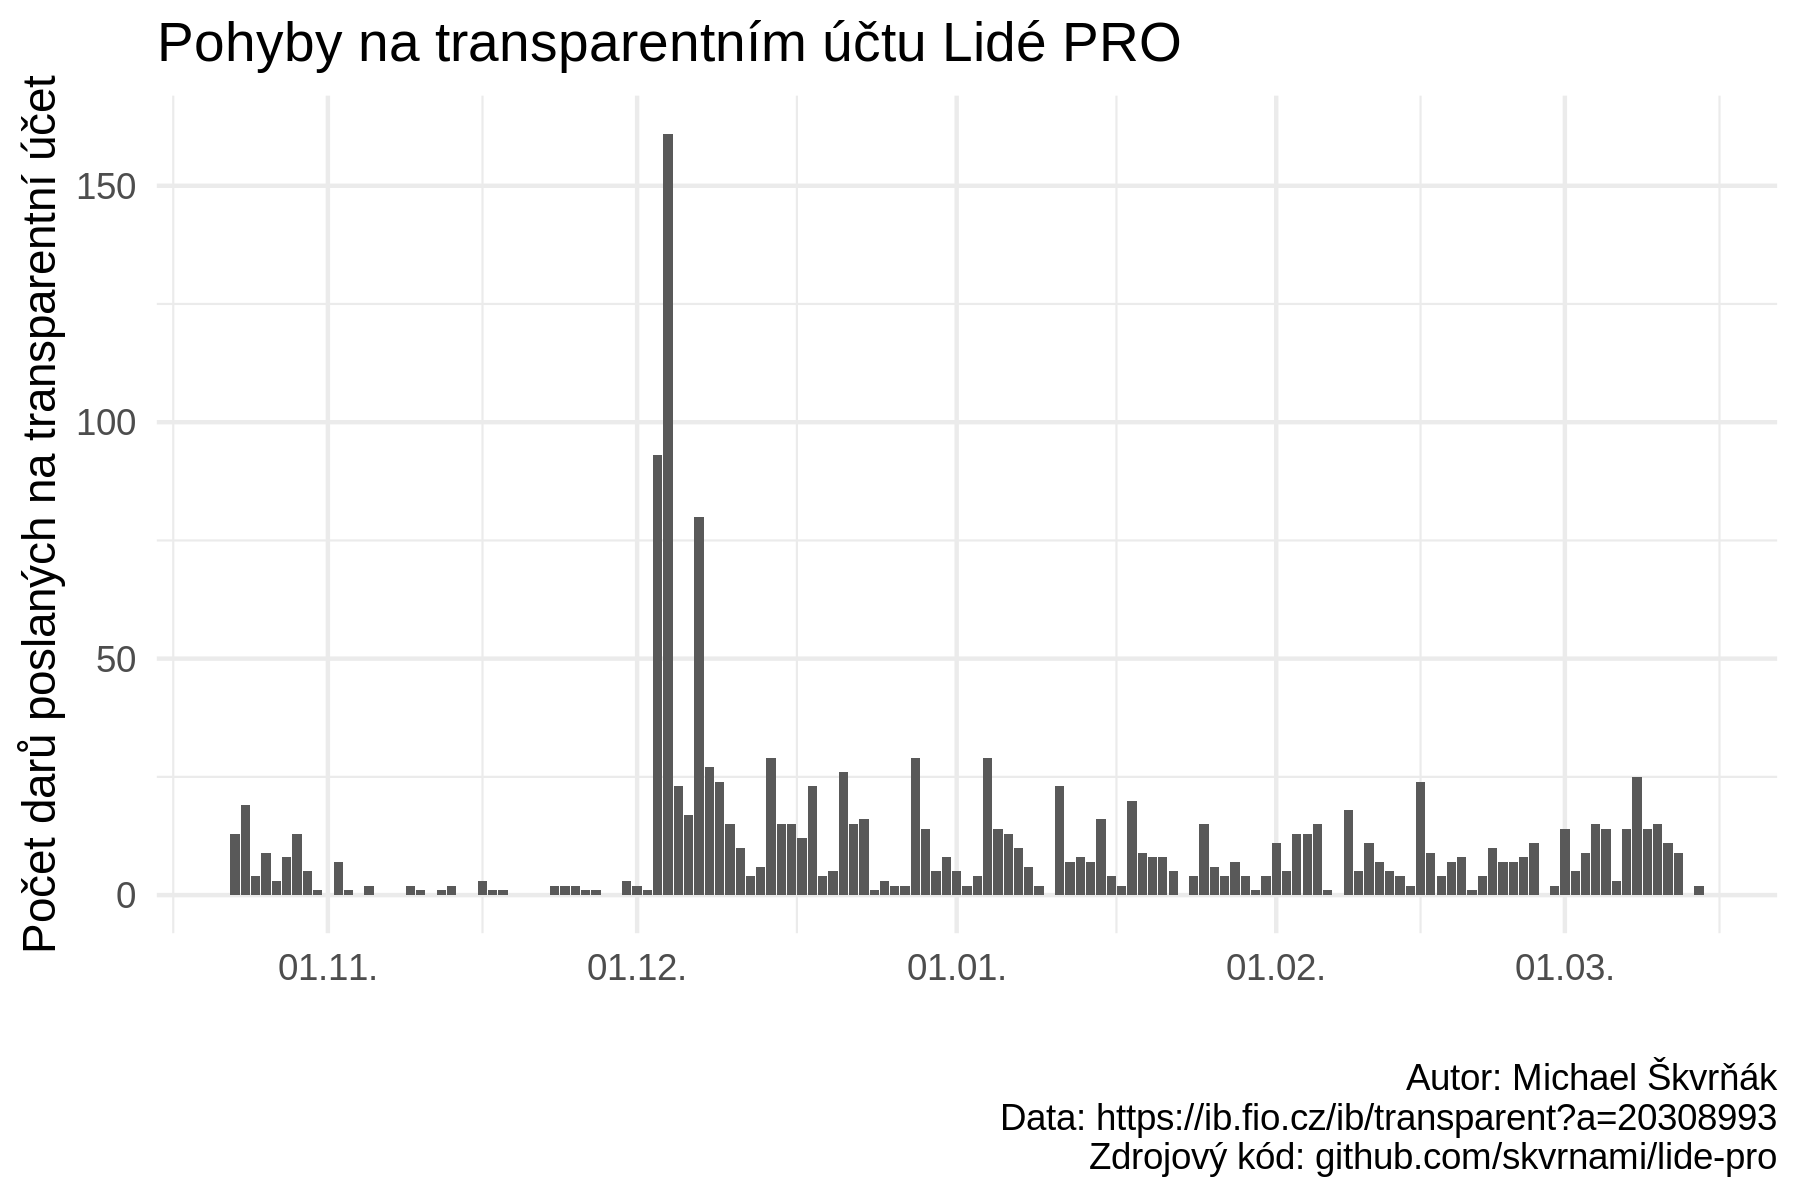 Pohyby na transparentním účtu Lidé PRO
Počet darů poslaných na transparentní účet
150
100
50
0
01.11.
01.12.
01.01.
01.02.
01.03.
Autor: Michael Škvrňák
Data: https://ib.fio.cz/ib/transparent?a=20308993
Zdrojový kód: github.com/skvrnami/lide-pro